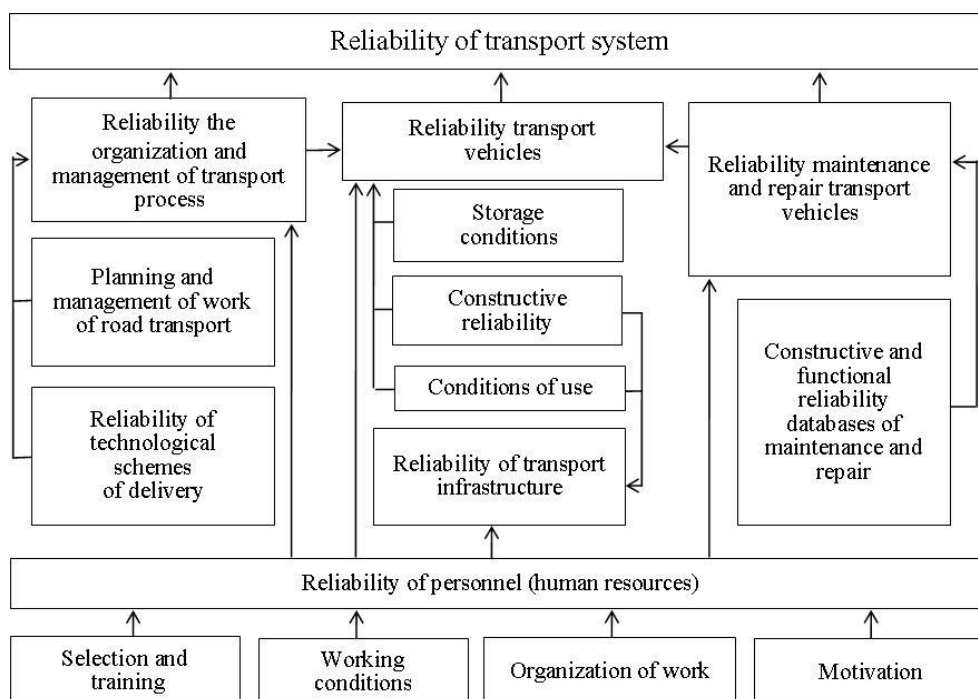 Reliability of transport system
Reliability the
organization and
management of transport
process
Reliability transport
vehicles
Reliability maintenance
and repair transport
vehicles
Storage
conditions
Planning and
management of work
of road transport
Constructive
reliability
Conditions of use
Constructive and
functional
reliability
databases of
maintenance and
repair
Reliability of
technological
schemes
of delivery
Reliability of transport
infrastructure
Reliability of personnel (human resources)
Selection and
training
Working
conditions
Organization of work
Motivation